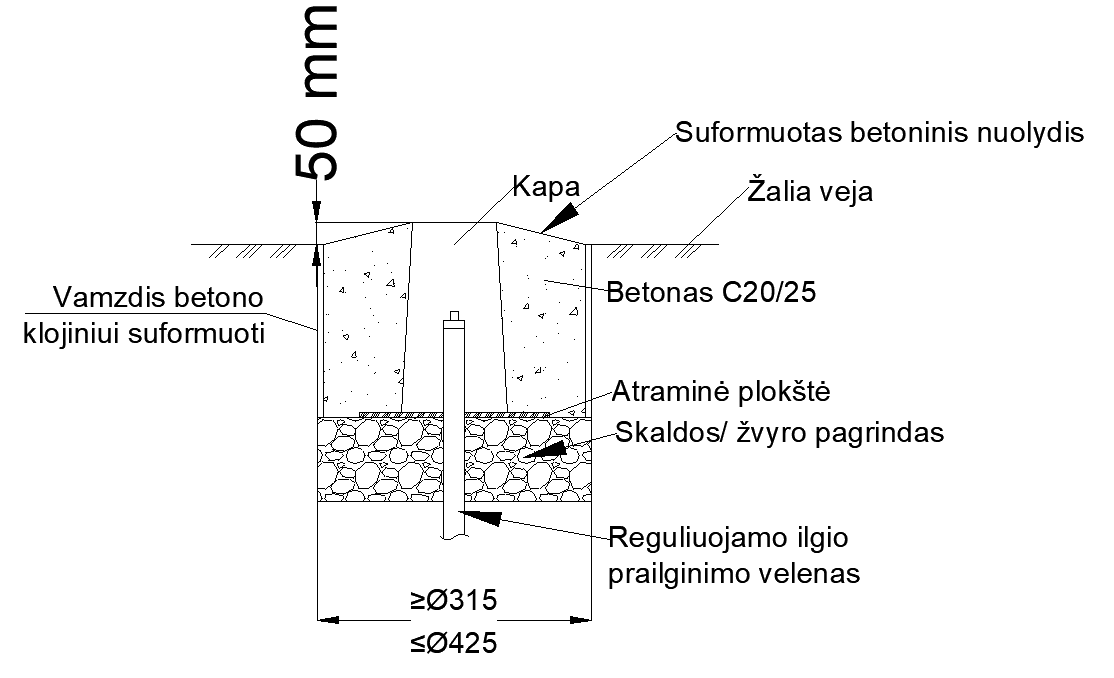 50 mm
Suformuotas betoninis nuolydis
Kapa
Žalia veja
Vamzdis betono
klojiniui suformuoti
Betonas C20/25
Atraminė plokštė
Skaldos/ žvyro pagrindas
Reguliuojamo ilgio
prailginimo velenas
≥Ø315
≤Ø425